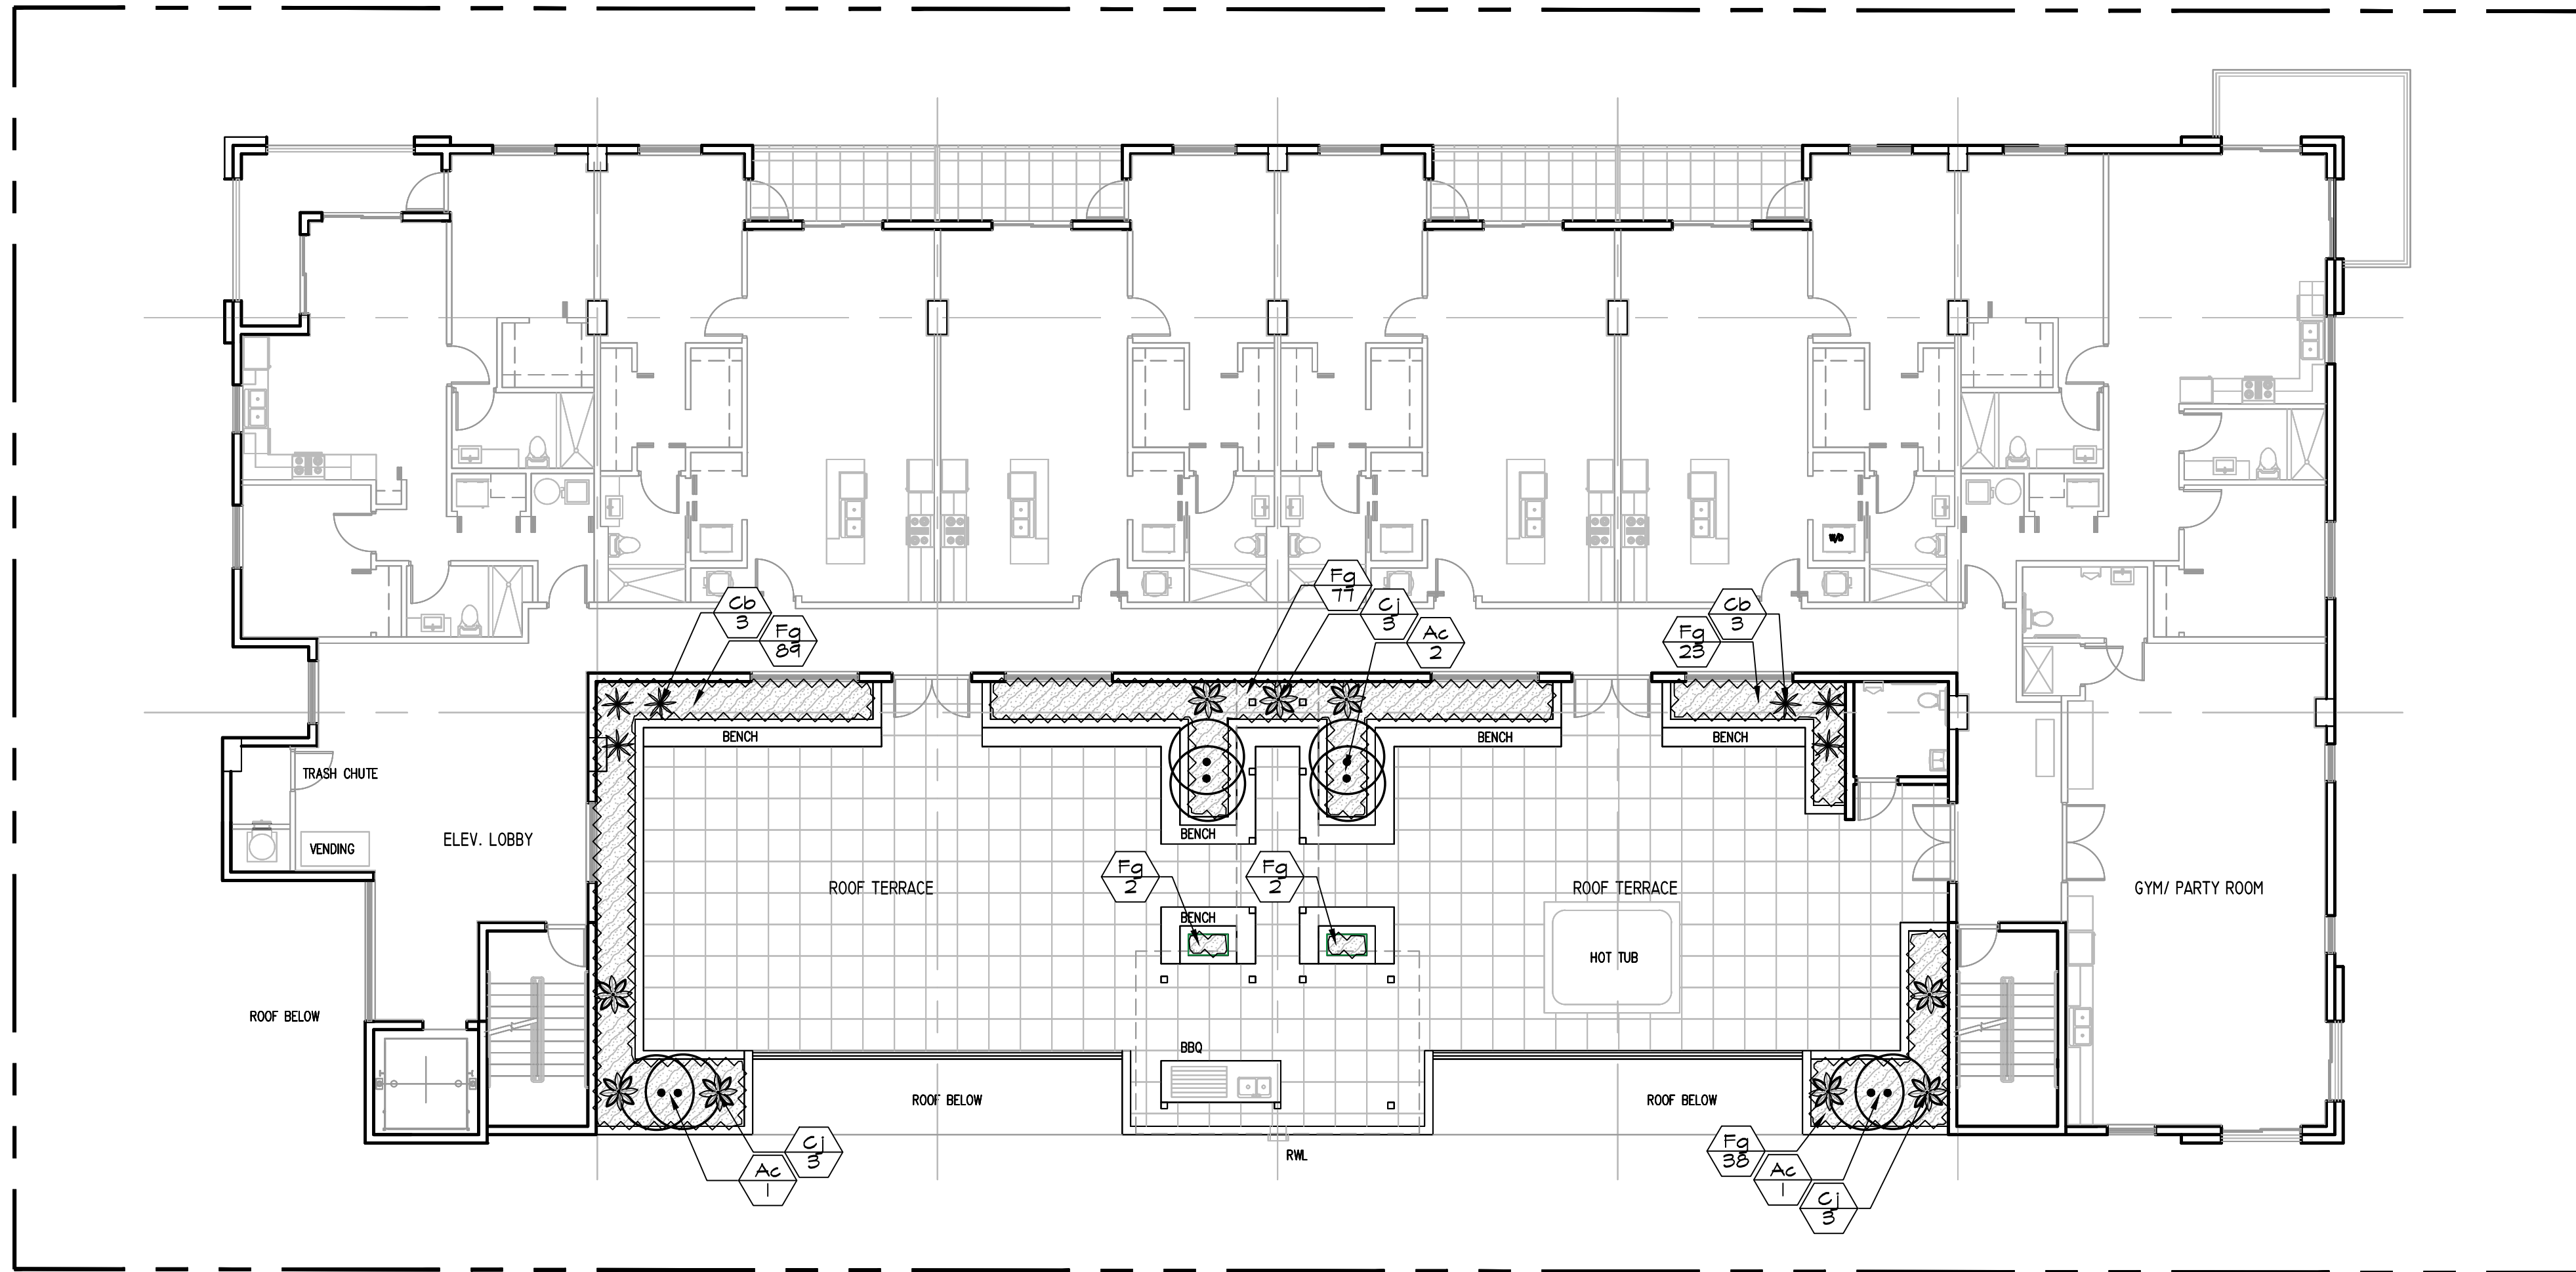 W/D
Fg
77
Cb
3
Cj
3
Cb
3
Fg
89
Ac
2
Fg
23
BENCH
BENCH
BENCH
TRASH CHUTE
BENCH
ELEV. LOBBY
VENDING
Fg
2
Fg
2
ROOF TERRACE
ROOF TERRACE
GYM/ PARTY ROOM
BENCH
HOT TUB
ROOF BELOW
BBQ
ROOF BELOW
ROOF BELOW
Cj
3
RWL
Fg
38
Ac
1
Ac
1
Cj
3